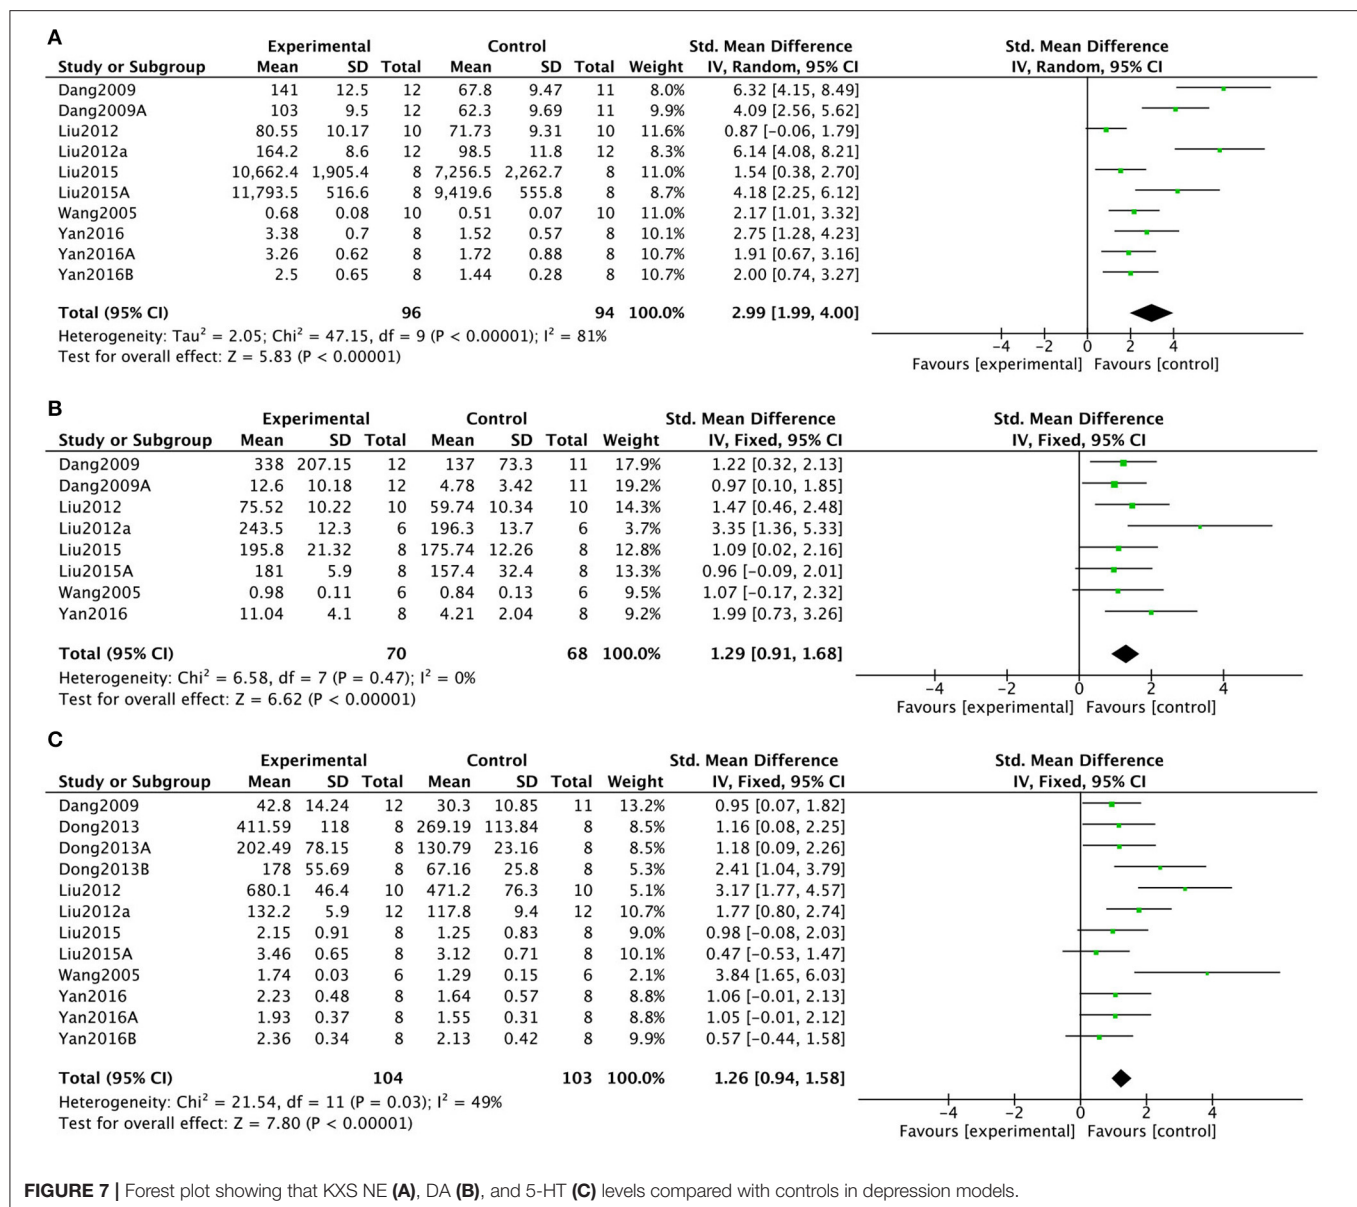 A
Experimental Control Std. Mean Difference Std. Mean Difference
Study or Subgroup Mean SD Total Mean SD Total Weight IV, Random, 95% CI IV, Random, 95% CI
Dang2009 141 12.5 12 67.8 9.47 11 8.0% 6.32 [4.15, 8.49]
Dang2009A 103 9.5 12 62.3 9.69 11 9.9% 4.09 [2.56, 5.62]
Liu2012 80.55 10.17 10 71.73 9.31 10 11.6% 0.87 [−0.06, 1.79]
Liu2012a 164.2 8.6 12 98.5 11.8 12 8.3% 6.14 [4.08, 8.21]
Liu2015 10,662.4 1,905.4 8 7,256.5 2,262.7 8 11.0% 1.54 [0.38, 2.70]
Liu2015A 11,793.5 516.6 8 9,419.6 555.8 8 8.7% 4.18 [2.25, 6.12]
Wang2005 0.68 0.08 10 0.51 0.07 10 11.0% 2.17 [1.01, 3.32]
Yan2016 3.38 0.7 8 1.52 0.57 8 10.1% 2.75 [1.28, 4.23]
Yan2016A 3.26 0.62 8 1.72 0.88 8 10.7% 1.91 [0.67, 3.16]
Yan2016B 2.5 0.65 8 1.44 0.28 8 10.7% 2.00 [0.74, 3.27]
Total (95% CI) 96 94 100.0% 2.99 [1.99, 4.00]
Heterogeneity: Tau² = 2.05; Chi² = 47.15, df = 9 (P < 0.00001); I² = 81%
Test for overall effect: Z = 5.83 (P < 0.00001)
−4 −2 0 2 4
Favours [experimental] Favours [control]
B
Experimental Control Std. Mean Difference Std. Mean Difference
Study or Subgroup Mean SD Total Mean SD Total Weight IV, Fixed, 95% CI IV, Fixed, 95% CI
Dang2009 338 207.15 12 137 73.3 11 17.9% 1.22 [0.32, 2.13]
Dang2009A 12.6 10.18 12 4.78 3.42 11 19.2% 0.97 [0.10, 1.85]
Liu2012 75.52 10.22 10 59.74 10.34 10 14.3% 1.47 [0.46, 2.48]
Liu2012a 243.5 12.3 6 196.3 13.7 6 3.7% 3.35 [1.36, 5.33]
Liu2015 195.8 21.32 8 175.74 12.26 8 12.8% 1.09 [0.02, 2.16]
Liu2015A 181 5.9 8 157.4 32.4 8 13.3% 0.96 [−0.09, 2.01]
Wang2005 0.98 0.11 6 0.84 0.13 6 9.5% 1.07 [−0.17, 2.32]
Yan2016 11.04 4.1 8 4.21 2.04 8 9.2% 1.99 [0.73, 3.26]
Total (95% CI) 70 68 100.0% 1.29 [0.91, 1.68]
Heterogeneity: Chi² = 6.58, df = 7 (P = 0.47); I² = 0%
Test for overall effect: Z = 6.62 (P < 0.00001)
−4 −2 0 2 4
Favours [experimental] Favours [control]
C
Experimental Control Std. Mean Difference Std. Mean Difference
Study or Subgroup Mean SD Total Mean SD Total Weight IV, Fixed, 95% CI IV, Fixed, 95% CI
Dang2009 42.8 14.24 12 30.3 10.85 11 13.2% 0.95 [0.07, 1.82]
Dong2013 411.59 118 8 269.19 113.84 8 8.5% 1.16 [0.08, 2.25]
Dong2013A 202.49 78.15 8 130.79 23.16 8 8.5% 1.18 [0.09, 2.26]
Dong2013B 178 55.69 8 67.16 25.8 8 5.3% 2.41 [1.04, 3.79]
Liu2012 680.1 46.4 10 471.2 76.3 10 5.1% 3.17 [1.77, 4.57]
Liu2012a 132.2 5.9 12 117.8 9.4 12 10.7% 1.77 [0.80, 2.74]
Liu2015 2.15 0.91 8 1.25 0.83 8 9.0% 0.98 [−0.08, 2.03]
Liu2015A 3.46 0.65 8 3.12 0.71 8 10.1% 0.47 [−0.53, 1.47]
Wang2005 1.74 0.03 6 1.29 0.15 6 2.1% 3.84 [1.65, 6.03]
Yan2016 2.23 0.48 8 1.64 0.57 8 8.8% 1.06 [−0.01, 2.13]
Yan2016A 1.93 0.37 8 1.55 0.31 8 8.8% 1.05 [−0.01, 2.12]
Yan2016B 2.36 0.34 8 2.13 0.42 8 9.9% 0.57 [−0.44, 1.58]
Total (95% CI) 104 103 100.0% 1.26 [0.94, 1.58]
Heterogeneity: Chi² = 21.54, df = 11 (P = 0.03); I² = 49%
Test for overall effect: Z = 7.80 (P < 0.00001)
−4 −2 0 2 4
Favours [experimental] Favours [control]
FIGURE 7 | Forest plot showing that KXS NE (A), DA (B), and 5-HT (C) levels compared with controls in depression models.